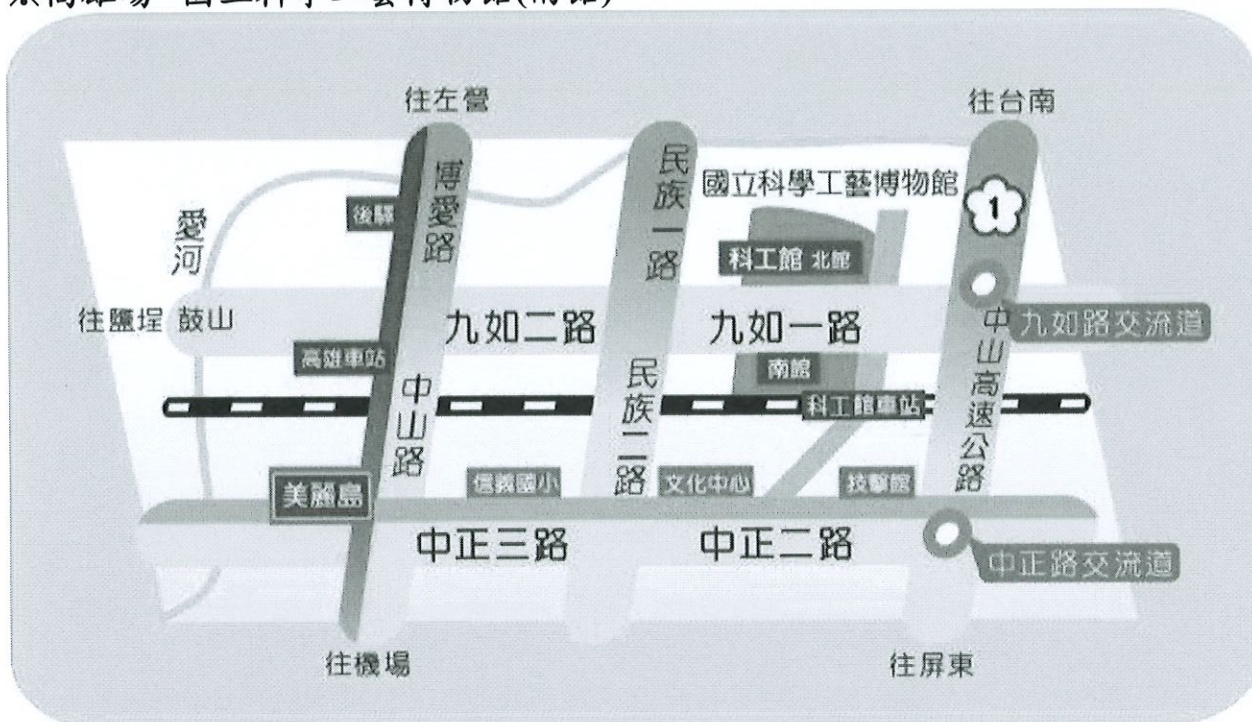 往左營
往台南
博愛路
民族一路
國立科學工藝博物館
1
後驛
愛河
科工館 北館
往鹽埕 鼓山
九如二路
九如一路
九如路交流道
高雄車站
中山路
民族二路
南館
中山高速公路
科工館車站
美麗島
信義國小
文化中心
技擊館
中正三路
中正二路
中正路交流道
往機場
往屏東